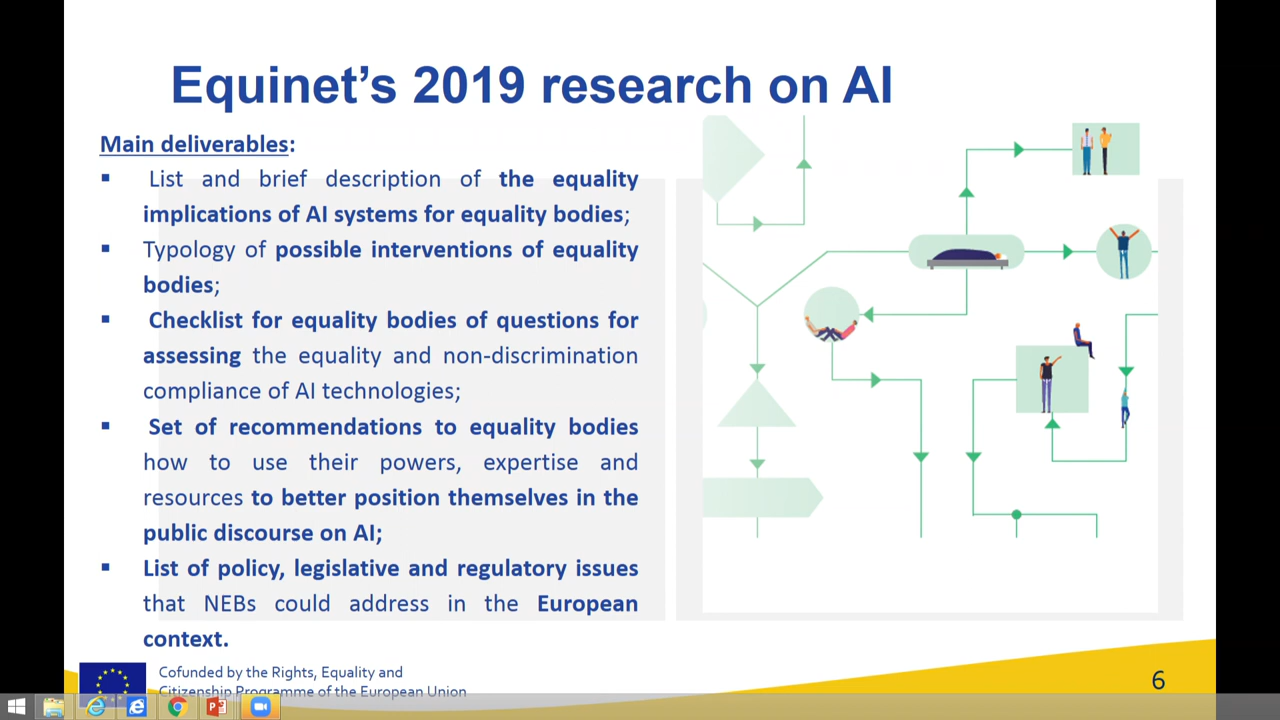 Equinet's 2019 research on AI
Main deliverables:
▪ List and brief description of the equality
implications of AI systems for equality bodies;
▪ Typology of possible interventions of equality
bodies;
▪ Checklist for equality bodies of questions for
assessing the equality and non-discrimination
compliance of AI technologies;
▪ Set of recommendations to equality bodies
how to use their powers, expertise and
resources to better position themselves in the
public discourse on AI;
▪ List of policy, legislative and regulatory issues
that NEBs could address in the European
context.
Cofunded by the Rights, Equality and
Citizenship Programme of the European Union
6